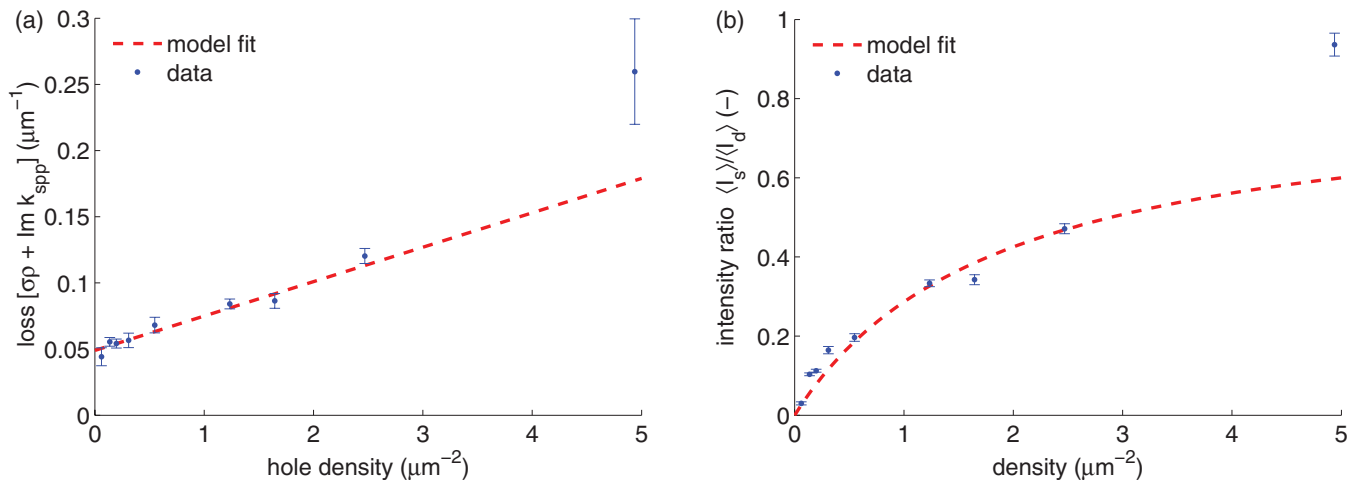 (a)
0.3
0.25
0.2
0.15
0.1
0.05
0
loss [σρ + Im k_spp] (μm⁻¹)
model fit
data
0 1 2 3 4 5
hole density (μm⁻²)
(b)
1
0.8
0.6
0.4
0.2
0
intensity ratio ⟨I_s⟩/⟨I_d⟩ (−)
model fit
data
0 1 2 3 4 5
density (μm⁻²)